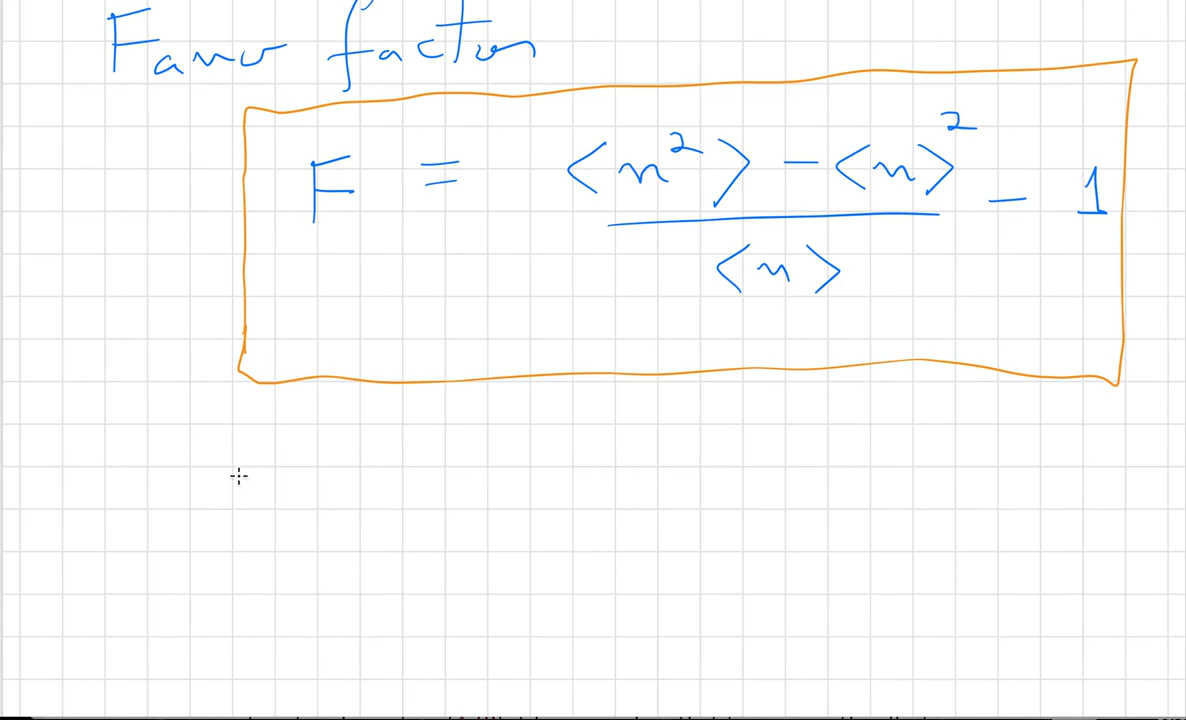 Fano factor
F = <n²> - <n>² / <n> - 1